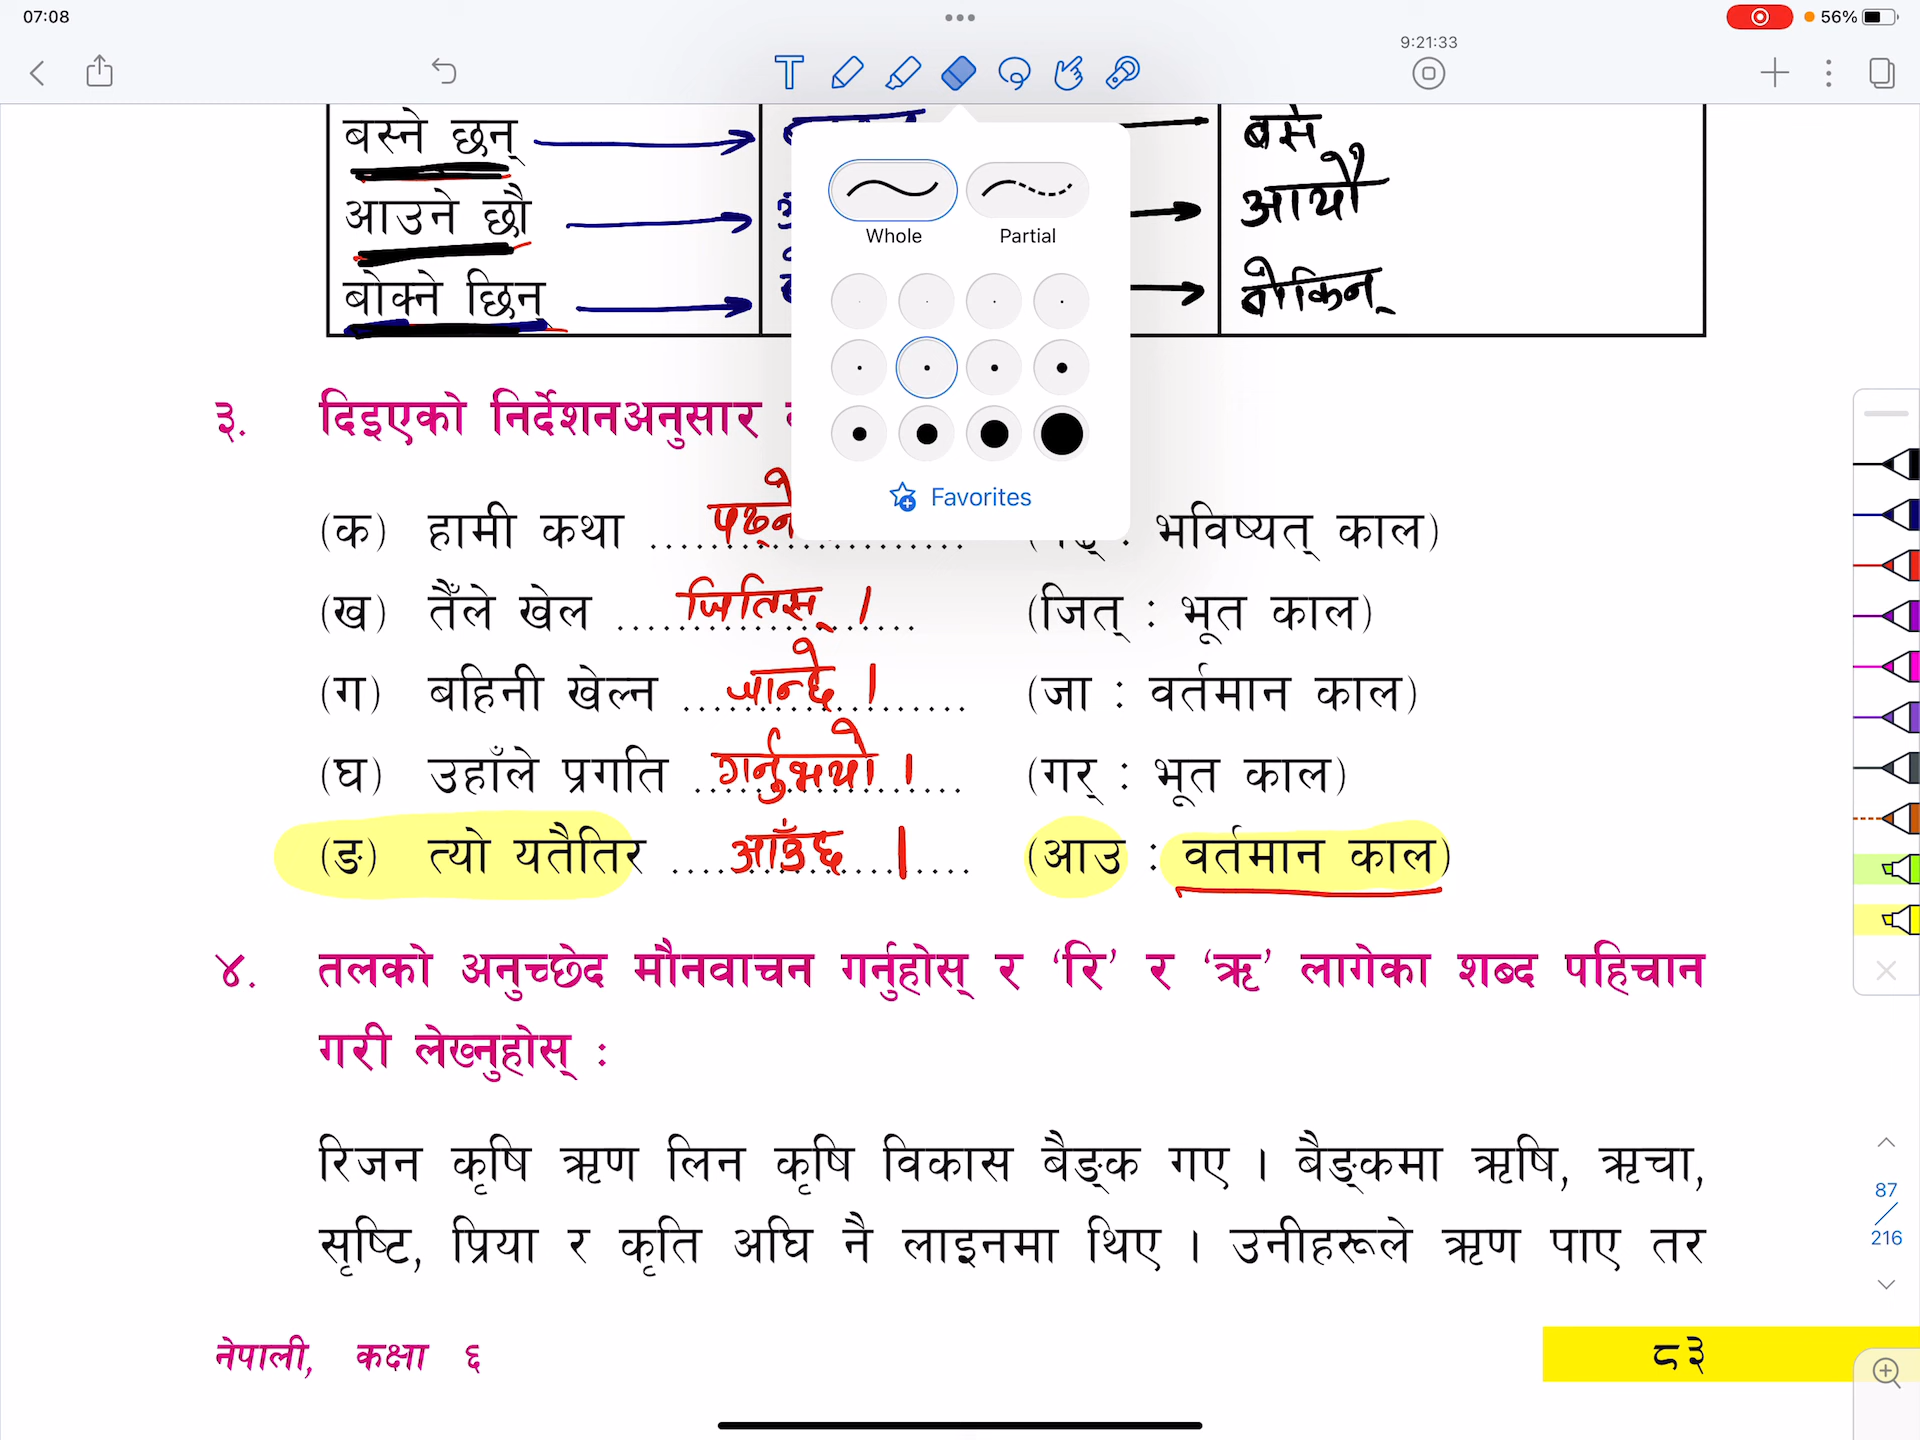 07:08
56%
9:21:33
बस्ने छन् बसे
आउने छौ आयौ
बोक्ने छिन् बोकिन्
Whole Partial
Favorites
३. दिइएको निर्देशनअनुसार
(क) हामी कथा .......... पढ्ने भविष्यत् काल)
(ख) तैँले खेल .......... जितिस् । (जित् : भूत काल)
(ग) बहिनी खेल्न .......... जान्छे । (जा : वर्तमान काल)
(घ) उहाँले प्रगति .......... गर्नुभयो । (गर् : भूत काल)
(ङ) त्यो यतैतिर .......... आउँछ । (आउ : वर्तमान काल)
४. तलको अनुच्छेद मौनवाचन गर्नुहोस् र ‘रि’ र ‘ऋ’ लागेका शब्द पहिचान
गरी लेख्नुहोस् :
रिजन कृषि ऋण लिन कृषि विकास बैङ्क गए । बैङ्कमा ऋषि, ऋचा,
सृष्टि, प्रिया र कृति अघि नै लाइनमा थिए । उनीहरूले ऋण पाए तर
87
216
नेपाली, कक्षा ६ ८३